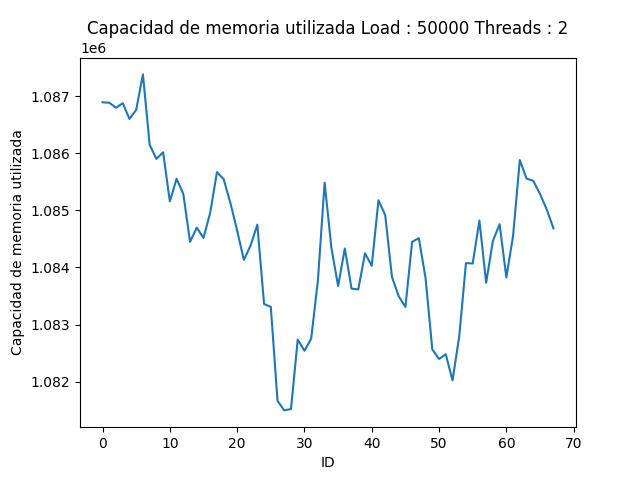 Capacidad de memoria utilizada Load : 50000 Threads : 2
1e6
1.087
1.086
1.085
1.084
1.083
1.082
Capacidad de memoria utilizada
0 10 20 30 40 50 60 70
ID